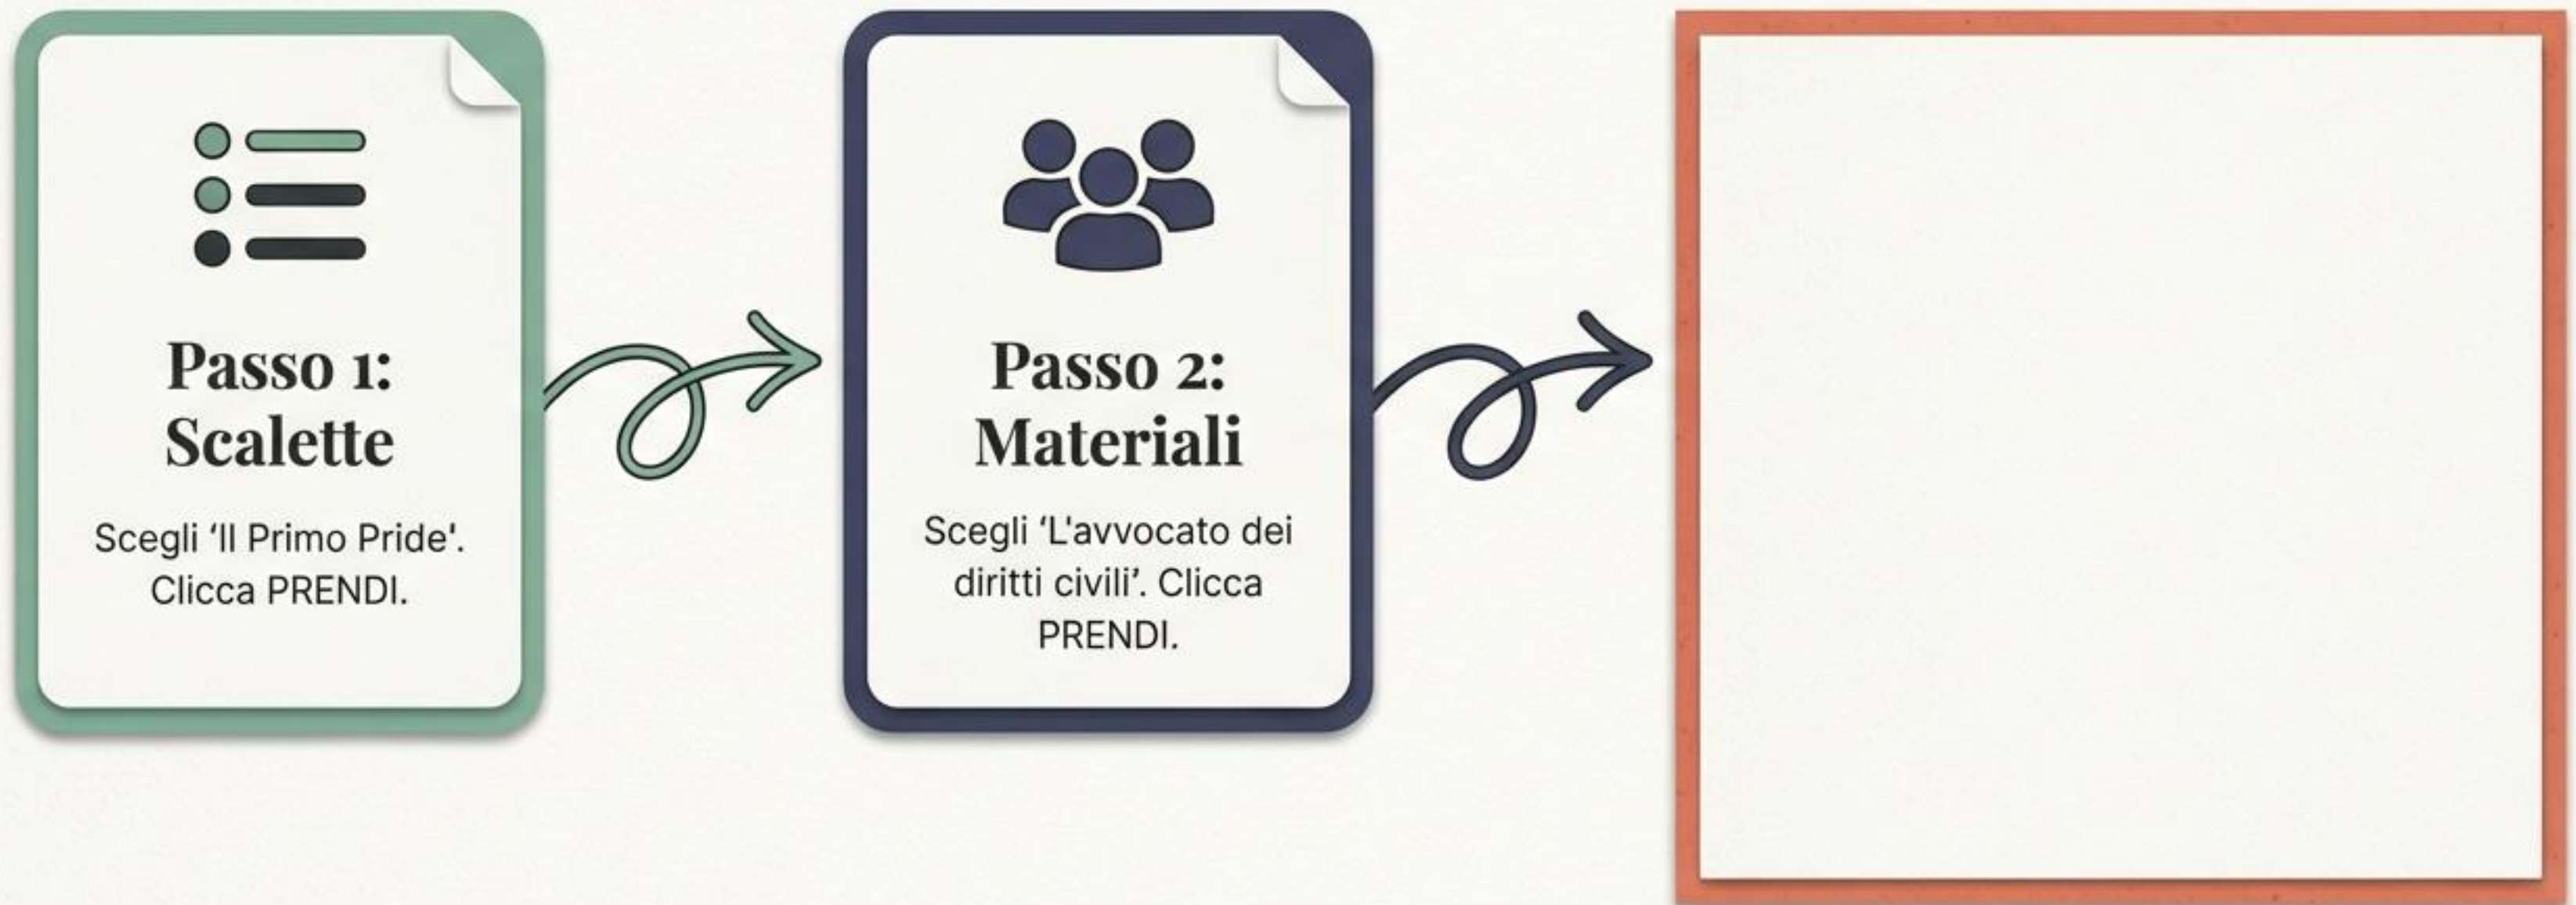 Passo 1:
Scalette
Scegli ‘Il Primo Pride'.
Clicca PRENDI.
Passo 2:
Materiali
Scegli ‘L'avvocato dei
diritti civili’. Clicca
PRENDI.